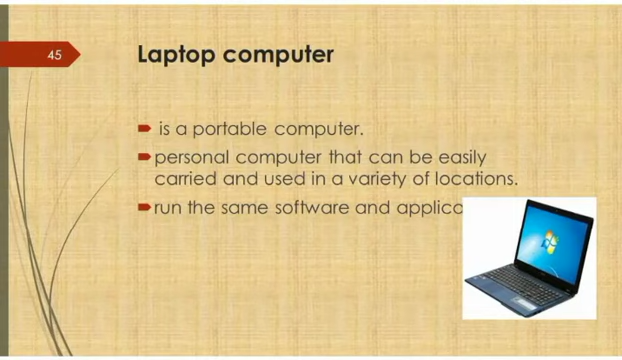 45
Laptop computer
is a portable computer.
personal computer that can be easily
carried and used in a variety of locations.
run the same software and applica